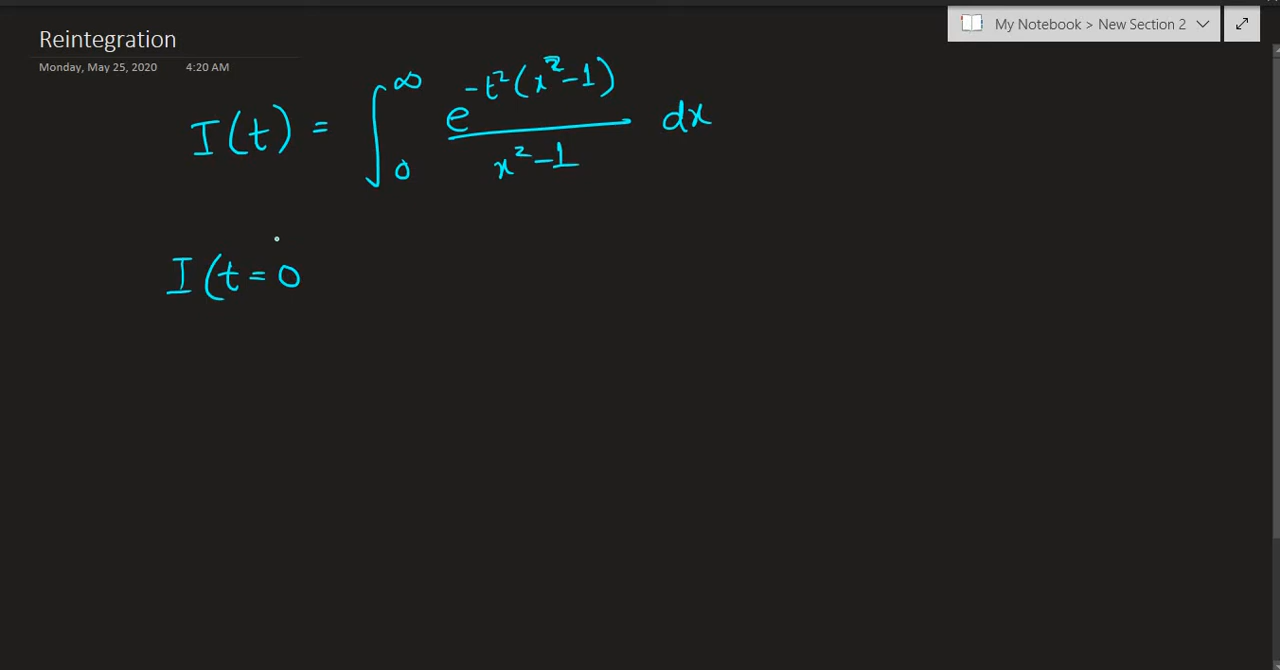 My Notebook > New Section 2
Reintegration
Monday, May 25, 2020 4:20 AM
I(t) = ∫₀^∞ e^(-t²(x²-1)) / (x²-1) dx
I(t=0